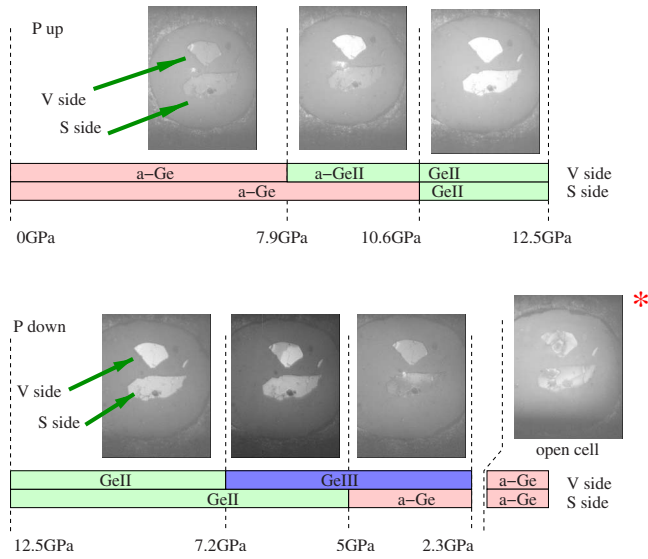 P up
V side
S side
a−Ge a−GeII GeII V side
a−Ge GeII S side
0GPa 7.9GPa 10.6GPa 12.5GPa
*
P down
V side
S side
open cell
GeII GeIII a−Ge V side
GeII a−Ge a−Ge S side
12.5GPa 7.2GPa 5GPa 2.3GPa